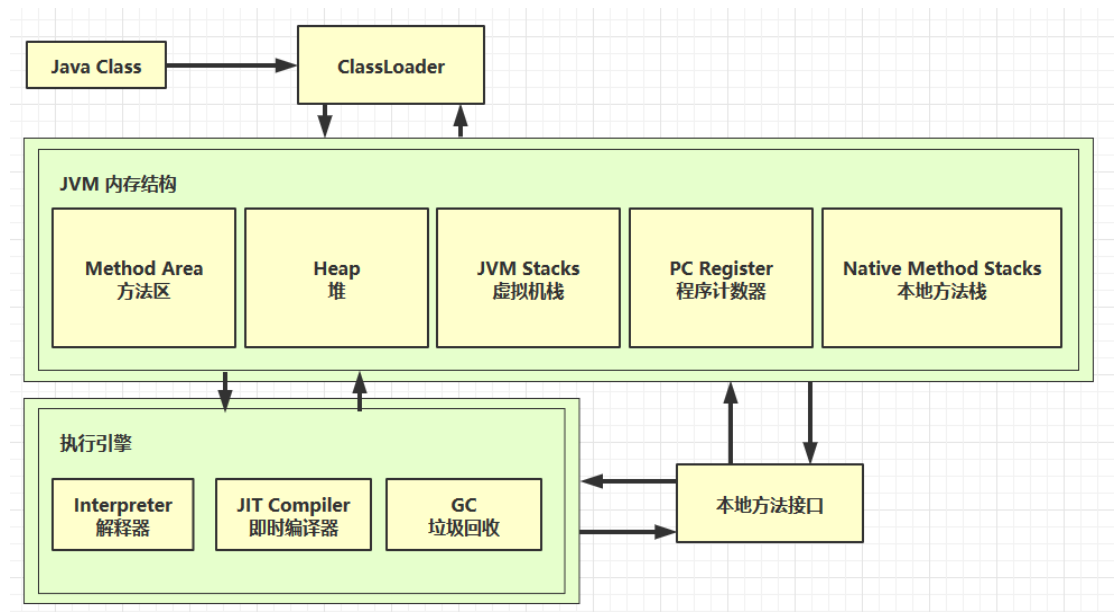 Java Class
ClassLoader
JVM 内存结构
Method Area
方法区
Heap
堆
JVM Stacks
虚拟机栈
PC Register
程序计数器
Native Method Stacks
本地方法栈
执行引擎
Interpreter
解释器
JIT Compiler
即时编译器
GC
垃圾回收
本地方法接口